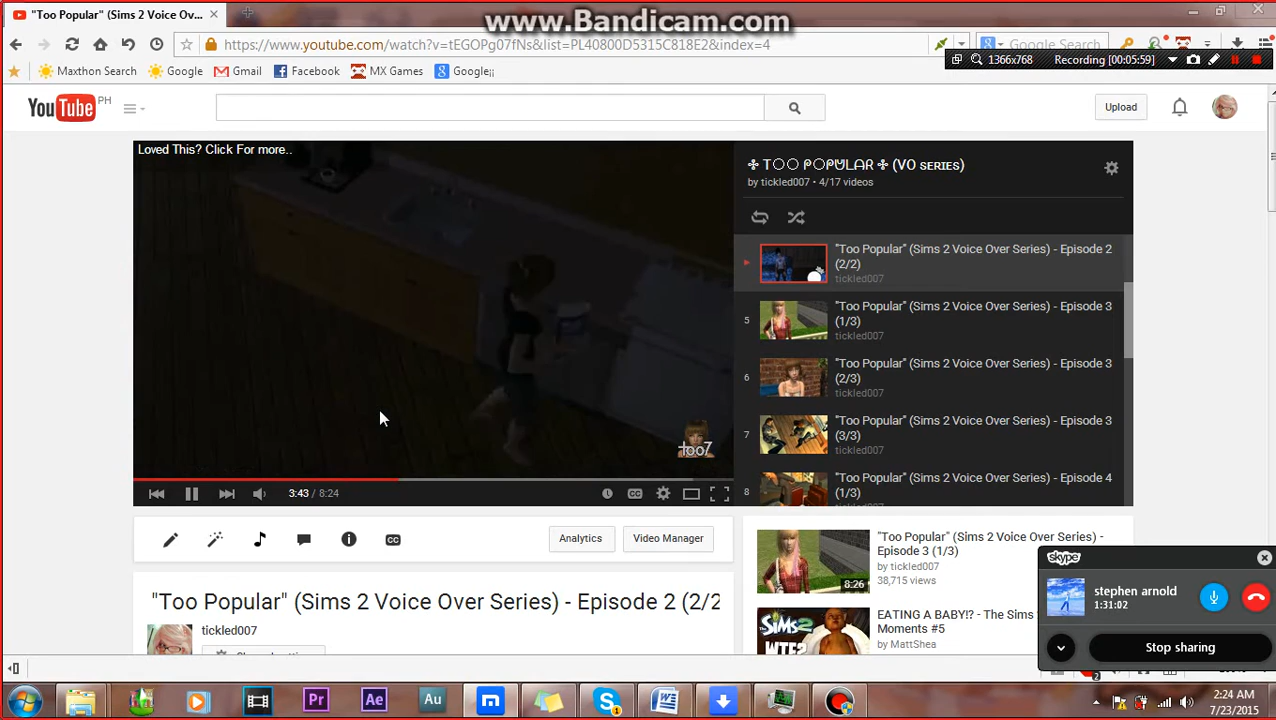 www.Bandicam.com
"Too Popular" (Sims 2 Voice Ov...
https://www.youtube.com/watch?v=tEGOPg07fNs&list=PL40800D5315C818E2&index=4
Google Search
1366x768 Recording [00:05:59]
Maxthon Search Google Gmail Facebook MX Games Google¡¡
YouTube PH
Upload
Loved This? Click For more..
(VO SERIES)
by tickled007 • 4/17 videos
"Too Popular" (Sims 2 Voice Over Series) - Episode 2
(2/2)
tickled007
5
"Too Popular" (Sims 2 Voice Over Series) - Episode 3
(1/3)
tickled007
6
"Too Popular" (Sims 2 Voice Over Series) - Episode 3
(2/3)
tickled007
7
"Too Popular" (Sims 2 Voice Over Series) - Episode 3
(3/3)
tickled007
8
"Too Popular" (Sims 2 Voice Over Series) - Episode 4
(1/3)
too7
3:43 / 8:24
CC
CC
Analytics
Video Manager
"Too Popular" (Sims 2 Voice Over Series) - Episode 2 (2/2
tickled007
"Too Popular" (Sims 2 Voice Over Series) -
Episode 3 (1/3)
by tickled007
38,715 views
8:26
EATING A BABY!? - The Sims
Moments #5
by MattShea
SiMS2
WTF?
skype
stephen arnold
1:31:02
Stop sharing
Pr Ae Au
2:24 AM
7/23/2015